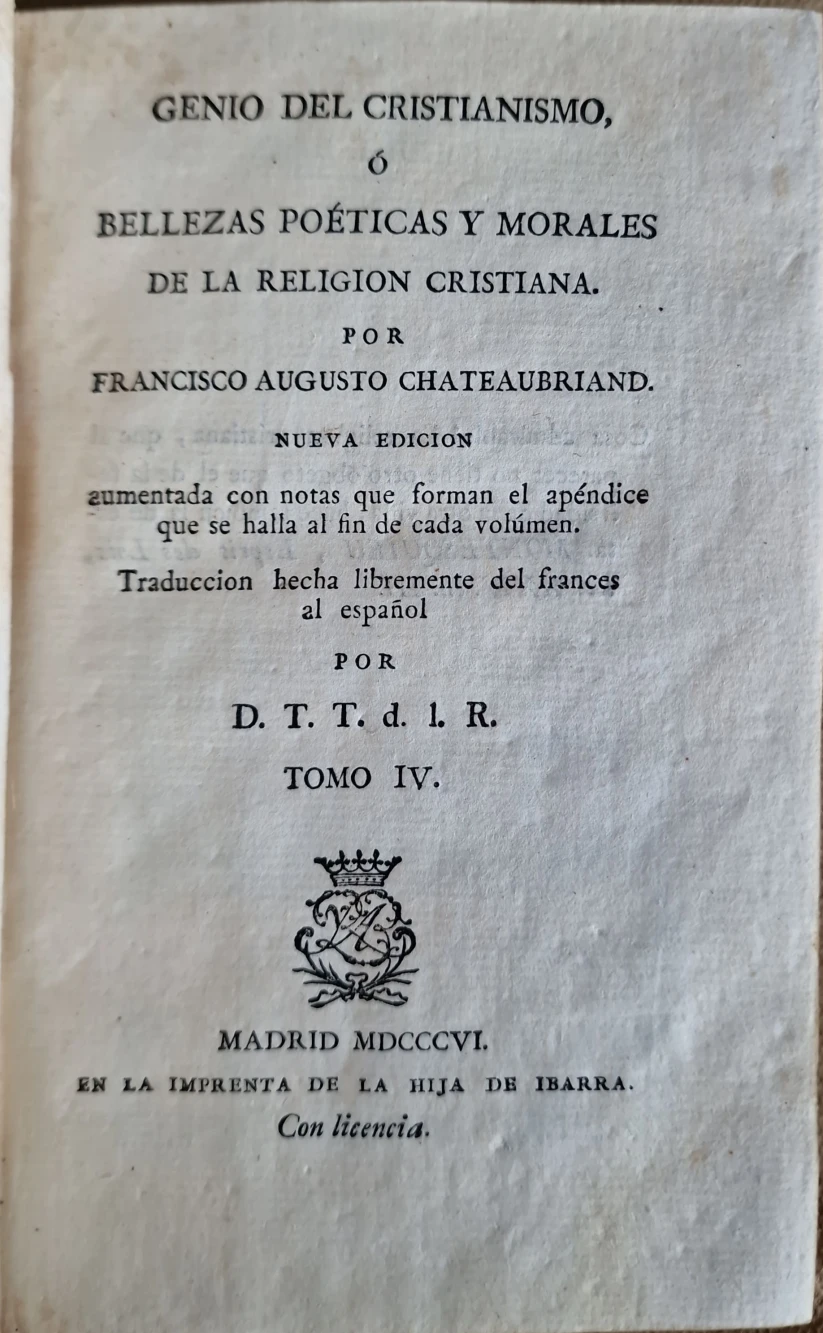 GENIO DEL CRISTIANISMO,
Ó
BELLEZAS POÉTICAS Y MORALES
DE LA RELIGION CRISTIANA.
POR
FRANCISCO AUGUSTO CHATEAUBRIAND.
NUEVA EDICION
aumentada con notas que forman el apéndice
que se halla al fin de cada volúmen.
Traduccion hecha libremente del frances
al español
POR
D. T. T. d. l. R.
TOMO IV.
MADRID MDCCCVI.
EN LA IMPRENTA DE LA HIJA DE IBARRA.
Con licencia.